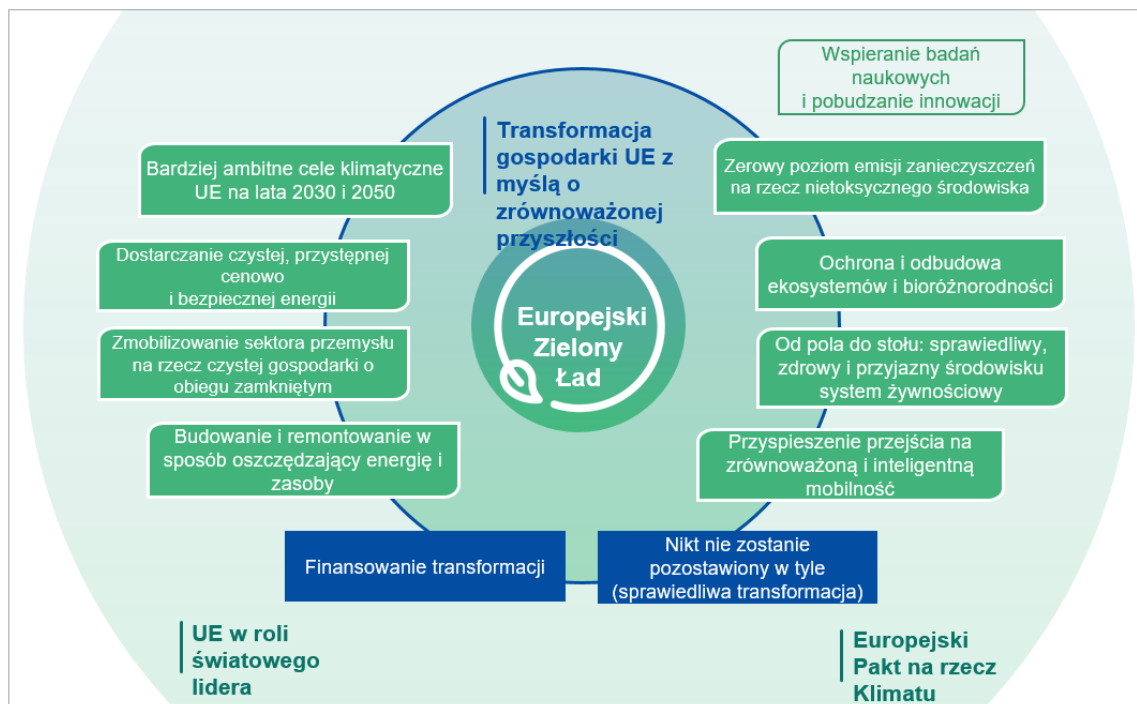 Wspieranie badań
naukowych
i pobudzanie innowacji
Transformacja
gospodarki UE z
myślą o
zrównoważonej
przyszłości
Bardziej ambitne cele klimatyczne
UE na lata 2030 i 2050
Zerowy poziom emisji zanieczyszczeń
na rzecz nietoksycznego środowiska
Dostarczanie czystej, przystępnej
cenowo
i bezpiecznej energii
Ochrona i odbudowa
ekosystemów i bioróżnorodności
Europejski
Zielony
Ład
Zmobilizowanie sektora przemysłu
na rzecz czystej gospodarki o
obiegu zamkniętym
Od pola do stołu: sprawiedliwy,
zdrowy i przyjazny środowisku
system żywnościowy
Budowanie i remontowanie w
sposób oszczędzający energię i
zasoby
Przyspieszenie przejścia na
zrównoważoną i inteligentną
mobilność
Finansowanie transformacji
Nikt nie zostanie
pozostawiony w tyle
(sprawiedliwa transformacja)
UE w roli
światowego
lidera
Europejski
Pakt na rzecz
Klimatu